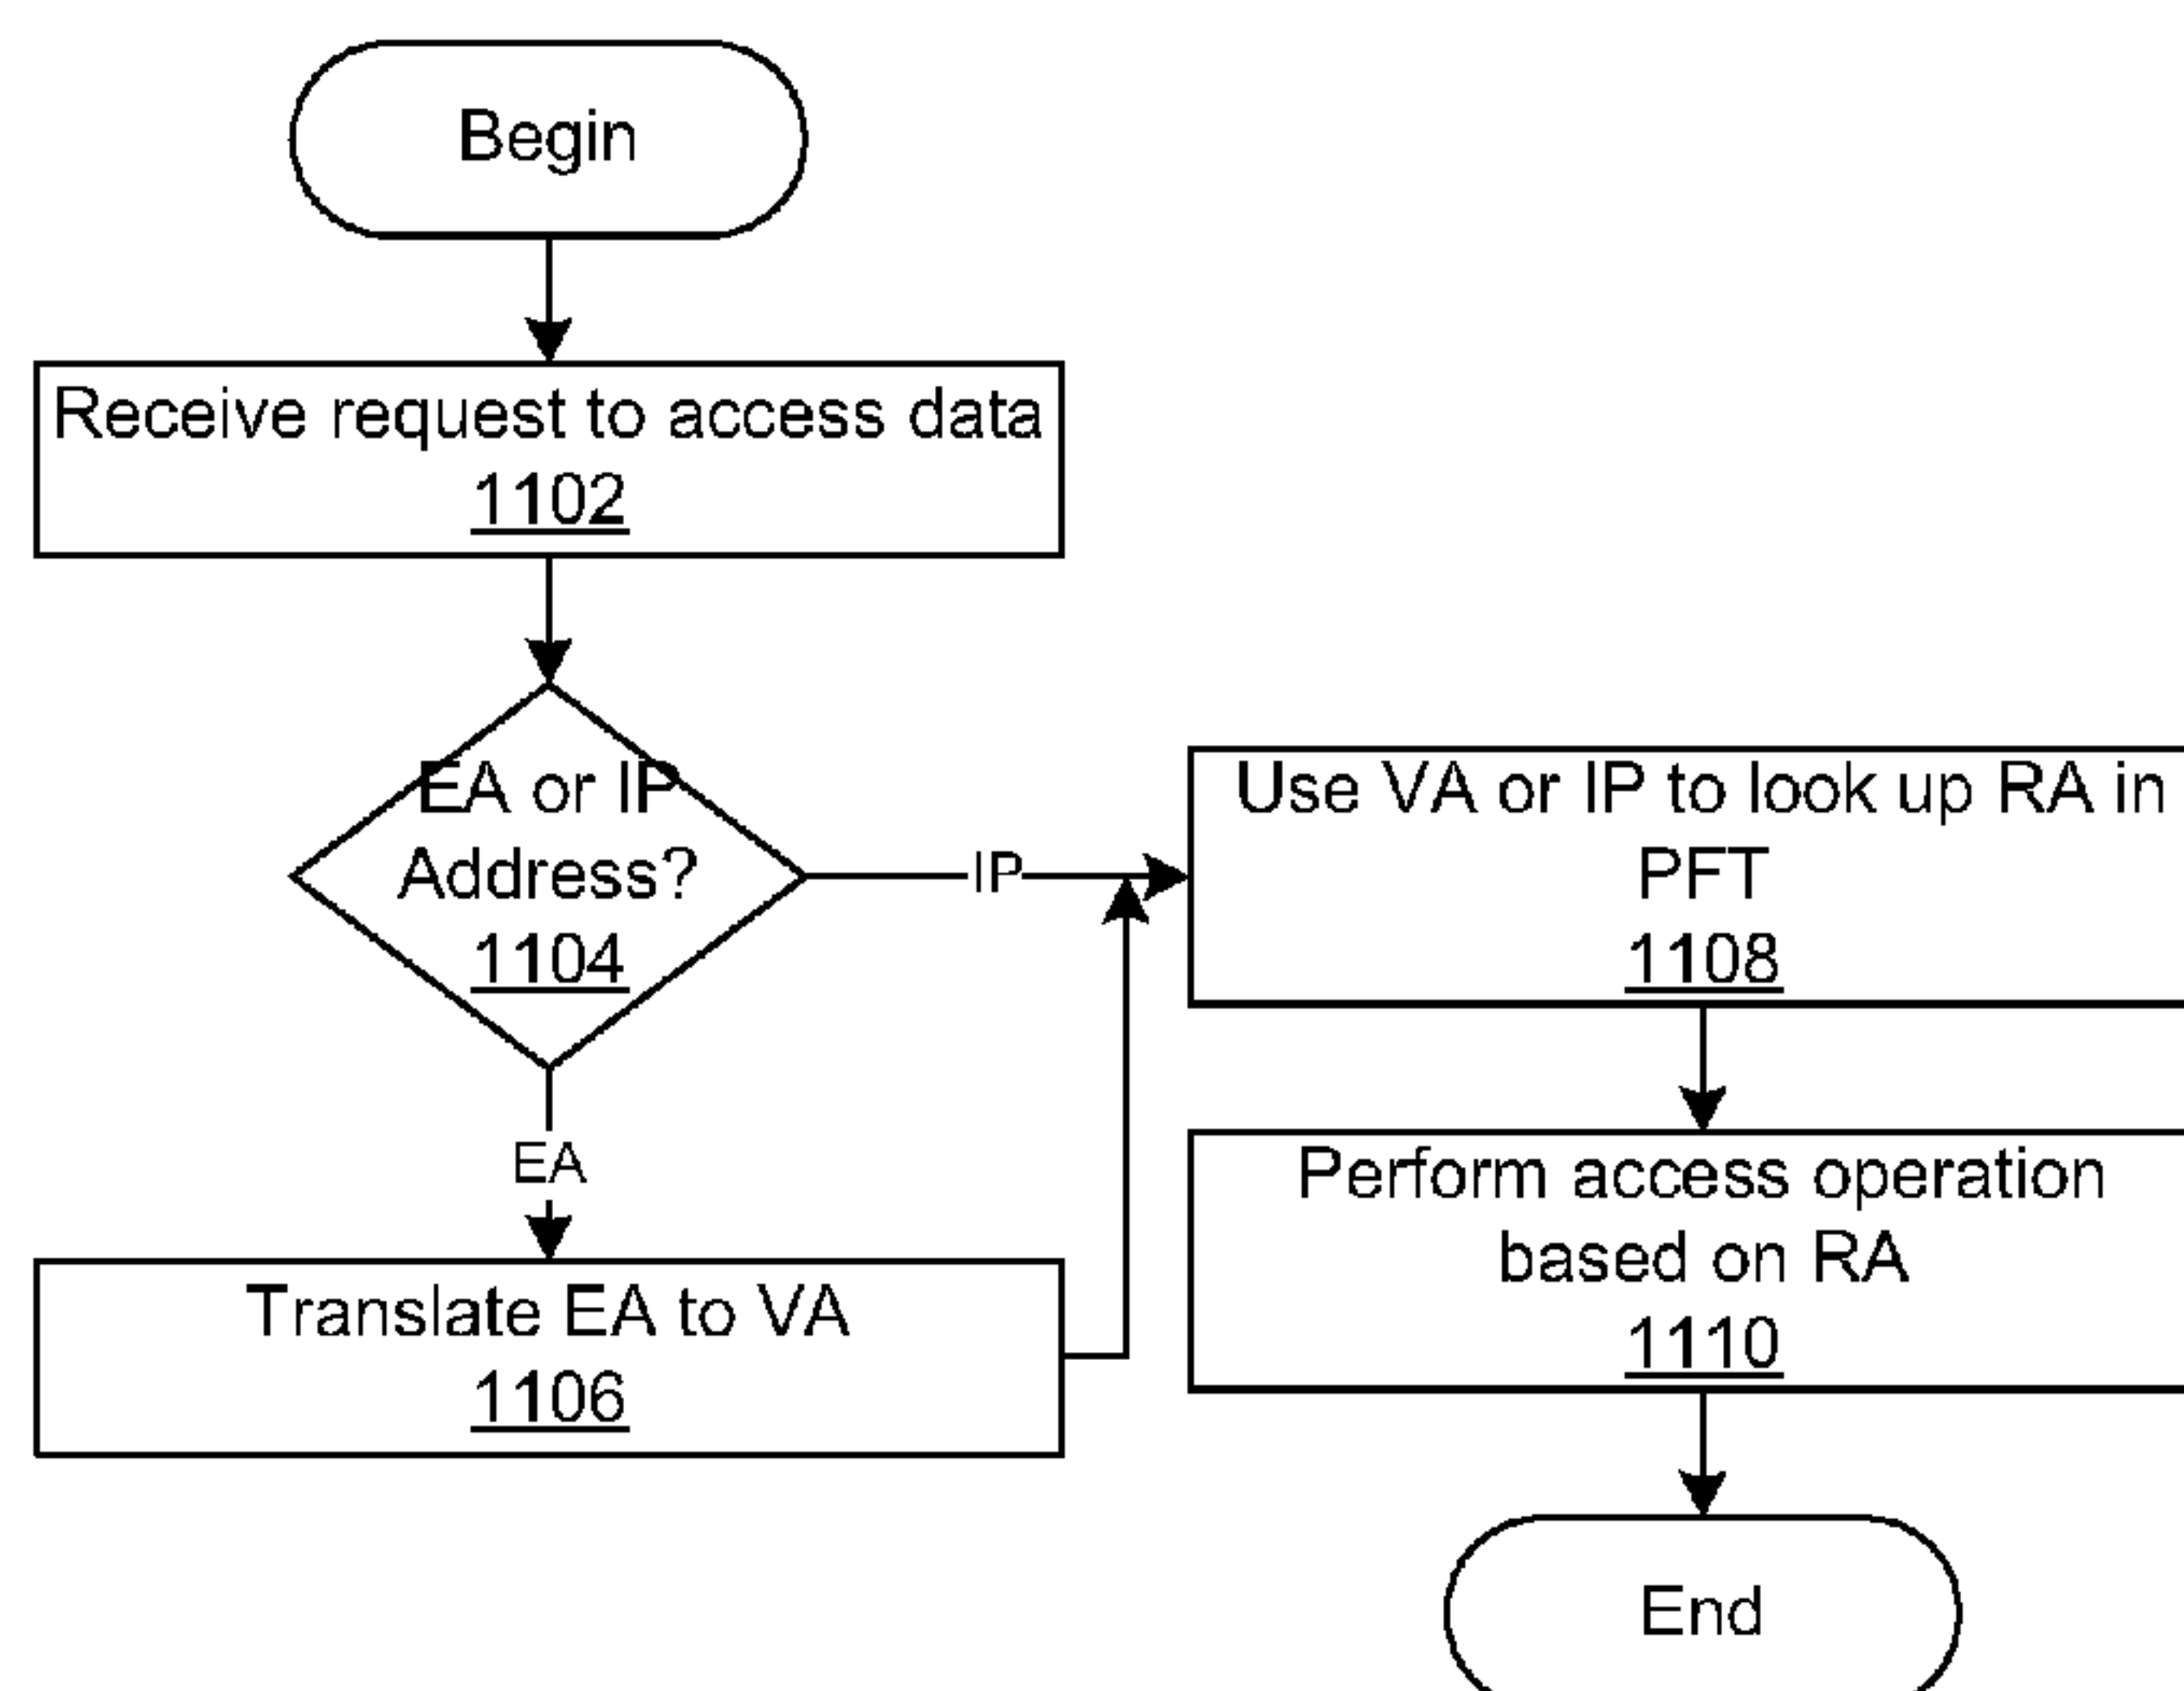 Begin
Receive request to access data
1102
EA or IP
Address?
1104
IP
EA
Translate EA to VA
1106
Use VA or IP to look up RA in
PFT
1108
Perform access operation
based on RA
1110
End